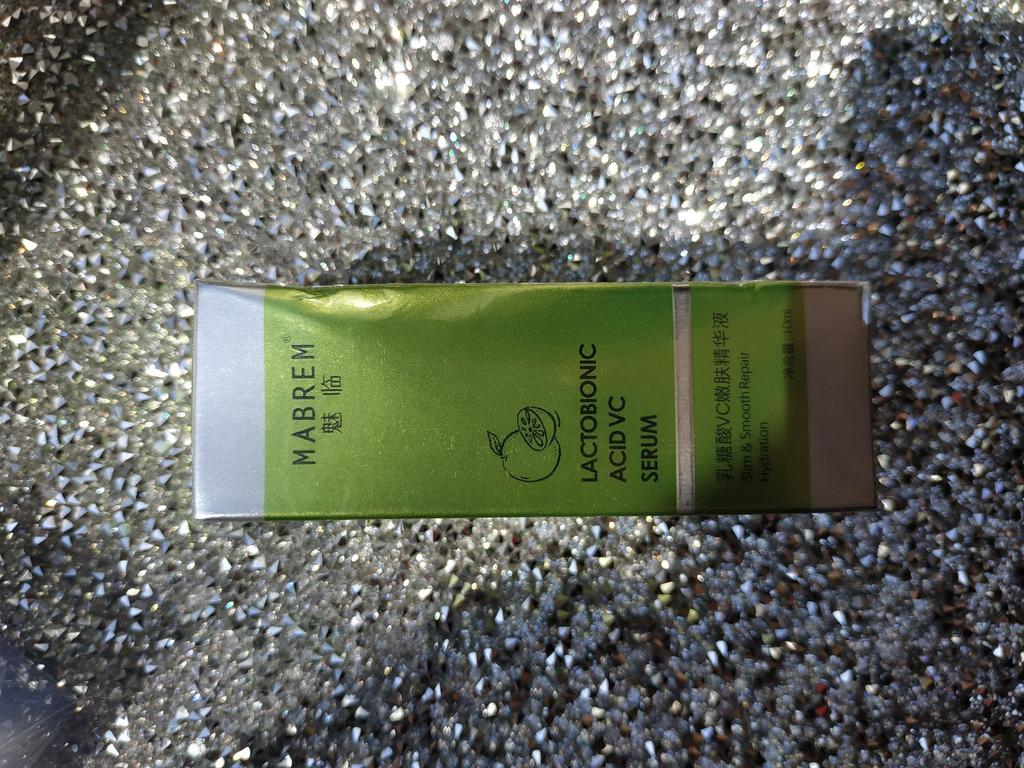 MABREM®
魅临
LACTOBIONIC
ACID VC
SERUM
乳糖酸VC嫩肤精华液
Slim & Smooth Repair
Hydration
净含量:10ml